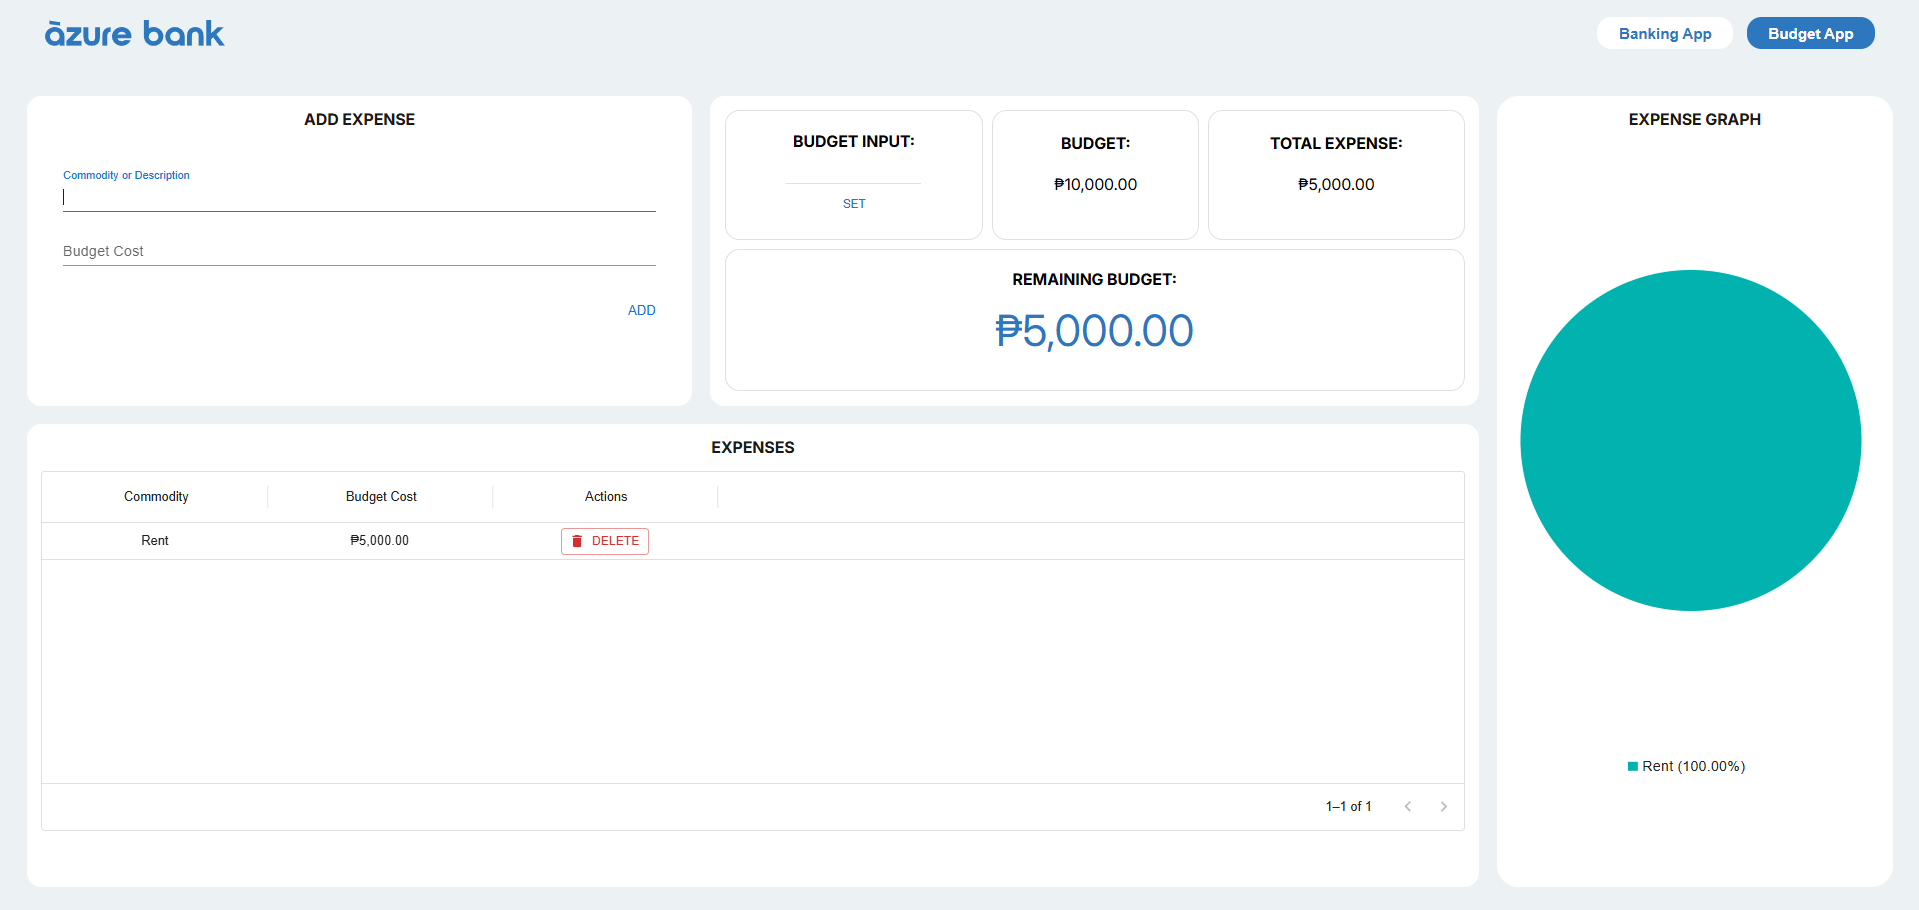 àzure bank
Banking App
Budget App
ADD EXPENSE
Commodity or Description
Budget Cost
ADD
BUDGET INPUT:
SET
BUDGET:
₱10,000.00
TOTAL EXPENSE:
₱5,000.00
REMAINING BUDGET:
₱5,000.00
EXPENSE GRAPH
Rent (100.00%)
EXPENSES
Commodity Budget Cost Actions
Rent ₱5,000.00 DELETE
1–1 of 1